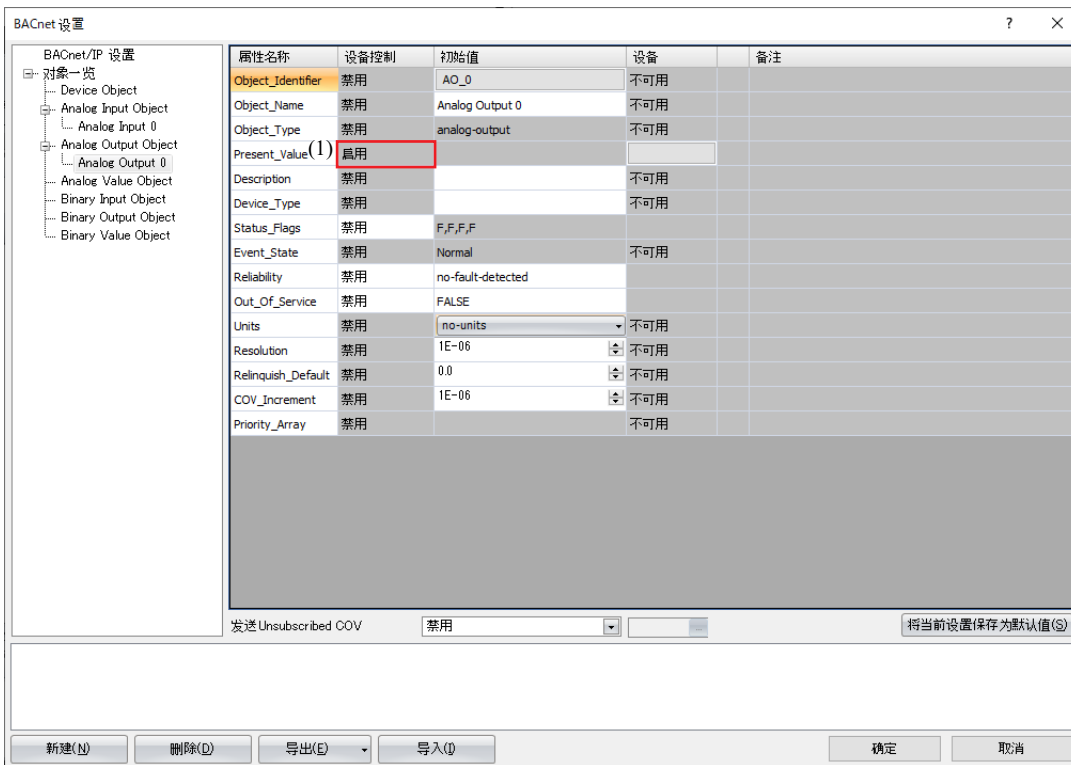 BACnet 设置
? ×
BACnet/IP 设置
对象一览
Device Object
Analog Input Object
Analog Input 0
Analog Output Object
Analog Output 0
Analog Value Object
Binary Input Object
Binary Output Object
Binary Value Object
属性名称 设备控制 初始值 设备 备注
Object_Identifier 禁用 AO_0 不可用
Object_Name 禁用 Analog Output 0 不可用
Object_Type 禁用 analog-output 不可用
Present_Value (1) 启用
Description 禁用 不可用
Device_Type 禁用 不可用
Status_Flags 禁用 F,F,F,F
Event_State 禁用 Normal 不可用
Reliability 禁用 no-fault-detected
Out_Of_Service 禁用 FALSE
Units 禁用 no-units 不可用
Resolution 禁用 1E-06 不可用
Relinquish_Default 禁用 0.0 不可用
COV_Increment 禁用 1E-06 不可用
Priority_Array 禁用 不可用
发送Unsubscribed COV 禁用 ... 将当前设置保存为默认值(S)
新建(N) 删除(D) 导出(E) 导入(I) 确定 取消